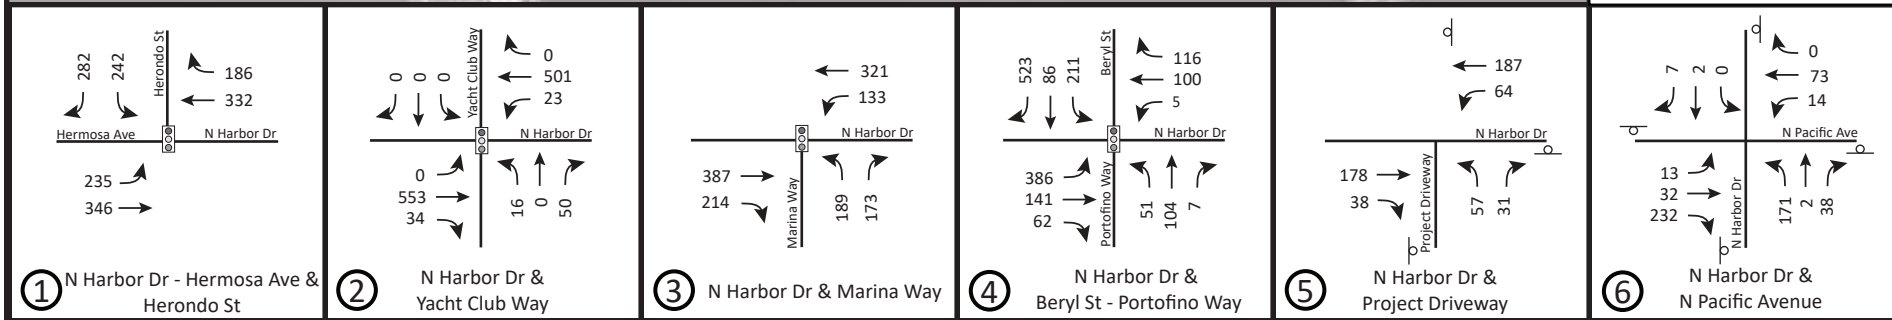 282
242
Herondo St
186
332
Hermosa Ave
N Harbor Dr
235
346
1
N Harbor Dr - Hermosa Ave &
Herondo St
0
0
0
Yacht Club Way
0
501
23
N Harbor Dr
0
553
34
16
0
50
2
N Harbor Dr &
Yacht Club Way
321
133
N Harbor Dr
387
214
Marina Way
189
173
3
N Harbor Dr & Marina Way
523
86
211
Beryl St
116
100
5
N Harbor Dr
386
141
62
Portofino Way
51
104
7
4
N Harbor Dr &
Beryl St - Portofino Way
187
64
N Harbor Dr
178
38
Project Driveway
57
31
5
N Harbor Dr &
Project Driveway
7
2
0
0
73
14
N Pacific Ave
13
32
232
N Harbor Dr
171
2
38
6
N Harbor Dr &
N Pacific Avenue